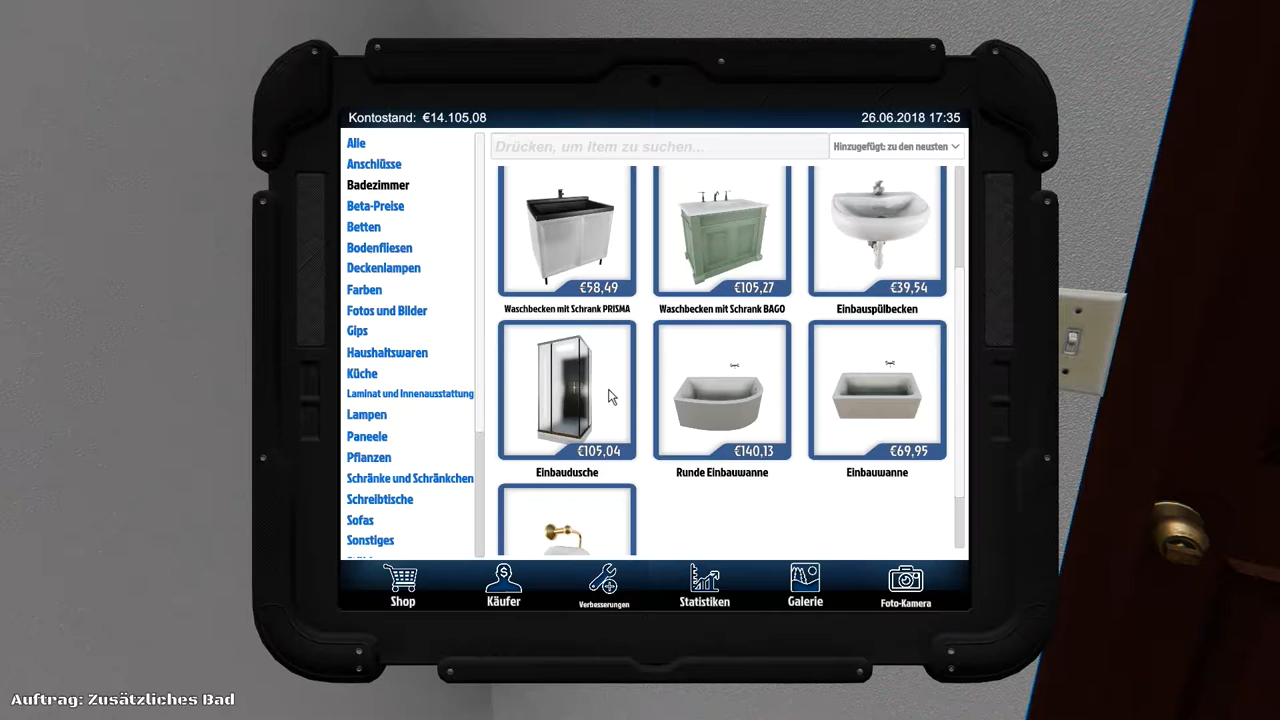 Kontostand: €14.105,08
26.06.2018 17:35
Alle
Anschlüsse
Badezimmer
Beta-Preise
Betten
Bodenfliesen
Deckenlampen
Farben
Fotos und Bilder
Gips
Haushaltswaren
Küche
Laminat und Innenausstattung
Lampen
Paneele
Pflanzen
Schränke und Schränkchen
Schreibtische
Sofas
Sonstiges
Drücken, um Item zu suchen...
Hinzugefügt: zu den neusten
€58,49
€105,27
€39,54
Waschbecken mit Schrank PRISMA
Waschbecken mit Schrank BAGO
Einbauspülbecken
€105,04
€140,13
€69,95
Einbaudusche
Runde Einbauwanne
Einbauwanne
Shop
Käufer
Verbesserungen
Statistiken
Galerie
Foto-Kamera
Auftrag: Zusätzliches Bad